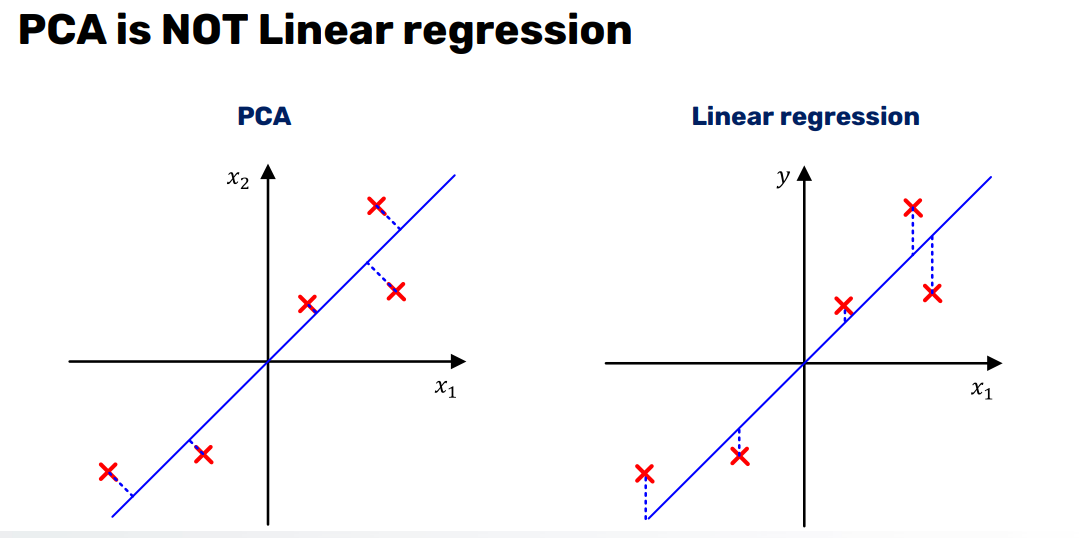 PCA is NOT Linear regression
PCA
Linear regression
x₂
y
x₁
x₁